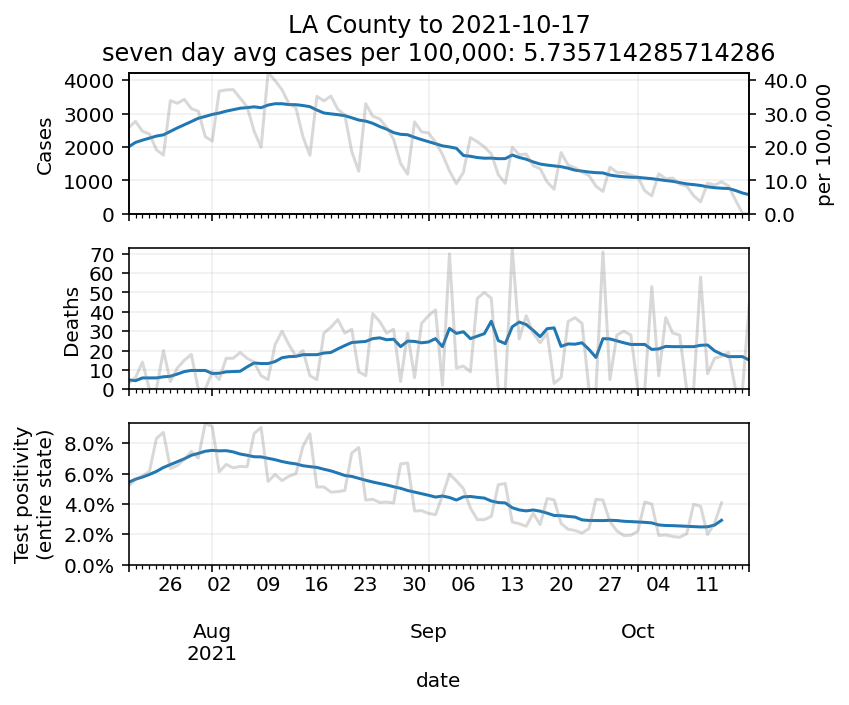 LA County to 2021-10-17
seven day avg cases per 100,000: 5.735714285714286
4000
3000
2000
1000
0
Cases
40.0
30.0
20.0
10.0
0.0
per 100,000
70
60
50
40
30
20
10
0
Deaths
8.0%
6.0%
4.0%
2.0%
0.0%
Test positivity
(entire state)
26 02 09 16 23 30 06 13 20 27 04 11
Aug Sep Oct
2021
date